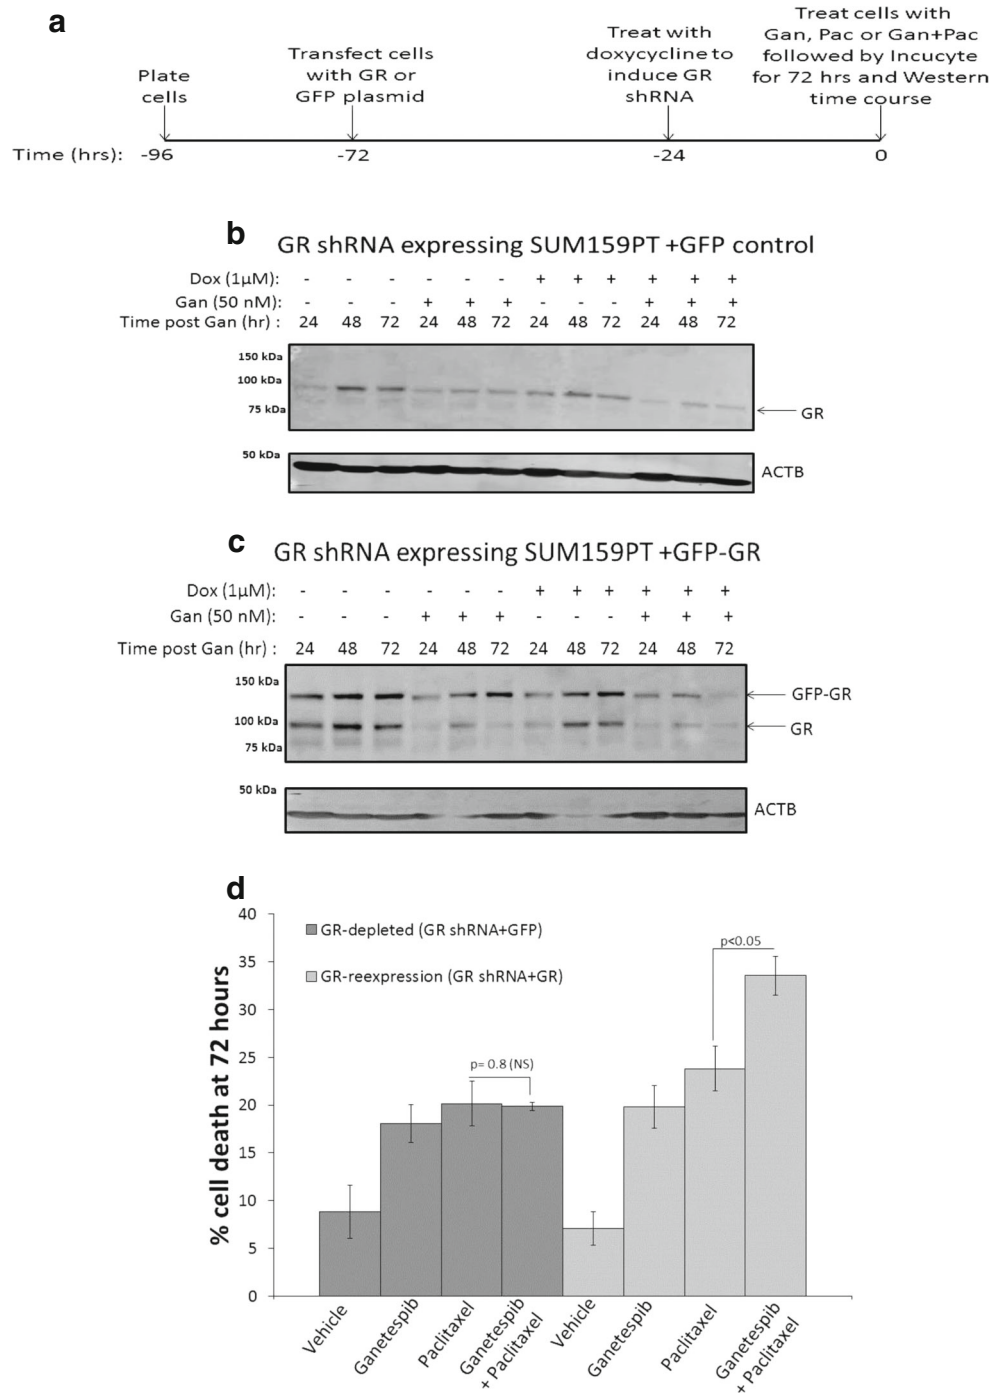 a
Plate
cells
Transfect cells
with GR or
GFP plasmid
Treat with
doxycycline to
induce GR
shRNA
Treat cells with
Gan, Pac or Gan+Pac
followed by Incucyte
for 72 hrs and Western
time course
Time (hrs): -96 -72 -24 0
b
GR shRNA expressing SUM159PT +GFP control
Dox (1µM): - - - - - - + + + + + +
Gan (50 nM): - - - + + + - - - + + +
Time post Gan (hr) : 24 48 72 24 48 72 24 48 72 24 48 72
150 kDa
100 kDa
75 kDa
GR
50 kDa
ACTB
c
GR shRNA expressing SUM159PT +GFP-GR
Dox (1µM): - - - - - - + + + + + +
Gan (50 nM): - - - + + + - - - + + +
Time post Gan (hr) : 24 48 72 24 48 72 24 48 72 24 48 72
150 kDa
GFP-GR
100 kDa
GR
75 kDa
50 kDa
ACTB
d
% cell death at 72 hours
40
35
30
25
20
15
10
5
0
GR-depleted (GR shRNA+GFP)
GR-reexpression (GR shRNA+GR)
p= 0.8 (NS)
p<0.05
Vehicle
Ganetespib
Paclitaxel
Ganetespib
+ Paclitaxel
Vehicle
Ganetespib
Paclitaxel
Ganetespib
+ Paclitaxel